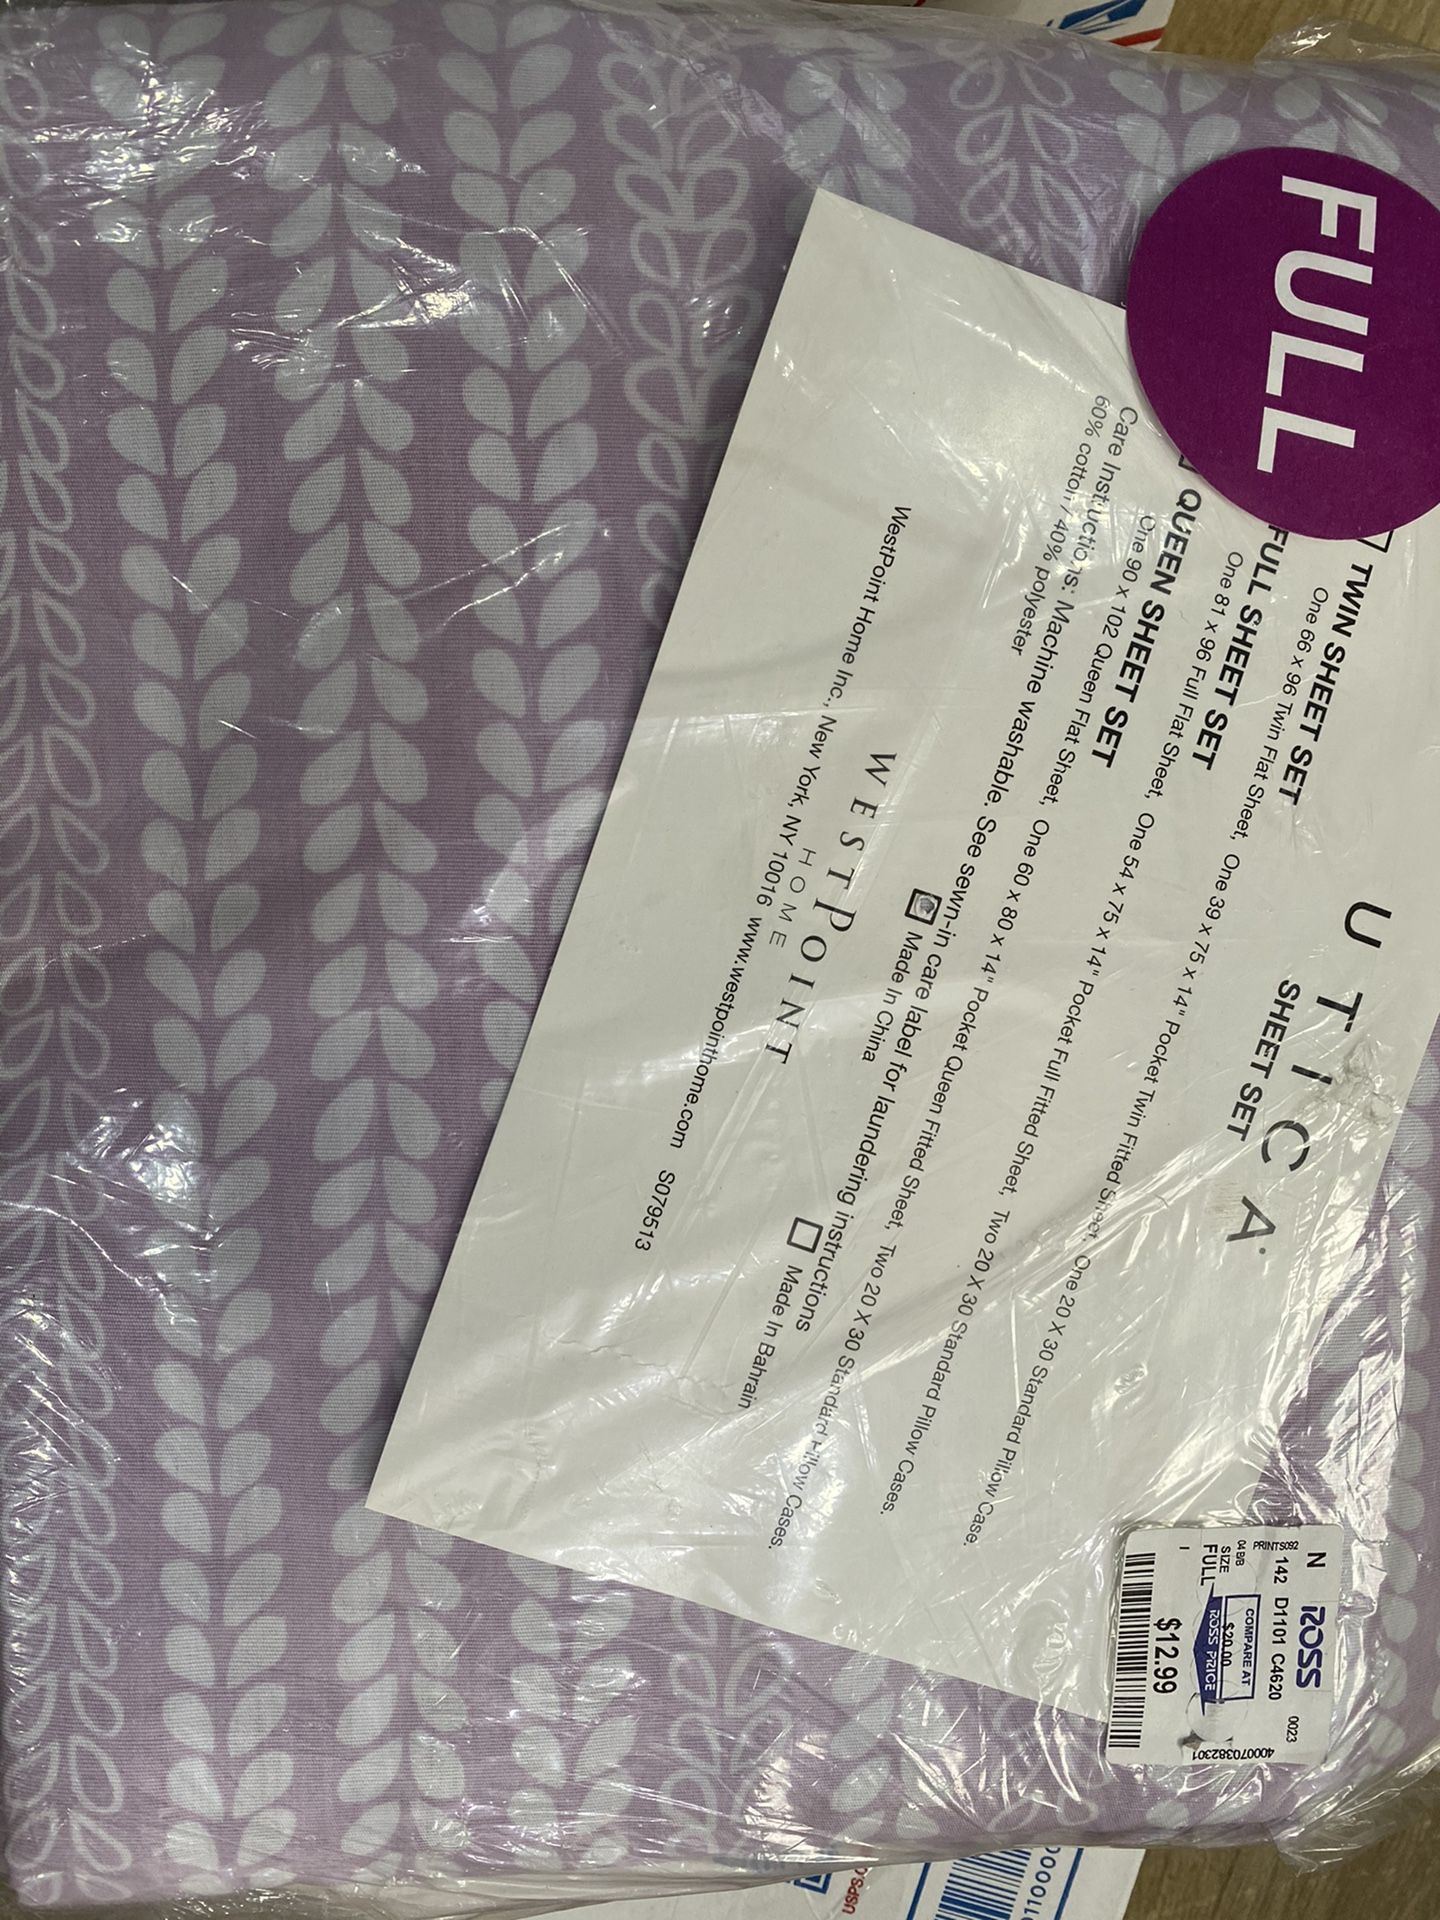 FULL
UTICA®
SHEET SET
TWIN SHEET SET
One 66 x 96 Twin Flat Sheet, One 39 x 75 x 14" Pocket Twin Fitted Sheet, One 20 X 30 Standard Pillow Case.
FULL SHEET SET
One 81 x 96 Full Flat Sheet, One 54 x 75 x 14" Pocket Full Fitted Sheet, Two 20 X 30 Standard Pillow Cases.
QUEEN SHEET SET
One 90 x 102 Queen Flat Sheet, One 60 x 80 x 14" Pocket Queen Fitted Sheet, Two 20 X 30 Standard Pillow Cases.
Care Instructions: Machine washable. See sewn-in care label for laundering instructions
60% cotton / 40% polyester
Made In China
Made In Bahrain
WESTPOINT
HOME
WestPoint Home Inc., New York, NY 10016 www.westpointhome.com S079513
N ROSS
142 D1101 C4620 0023
PRINTS092
04 B/B
SIZE
FULL
I
COMPARE AT
$20.00
ROSS PRICE
$12.99
400070382301
usps.co